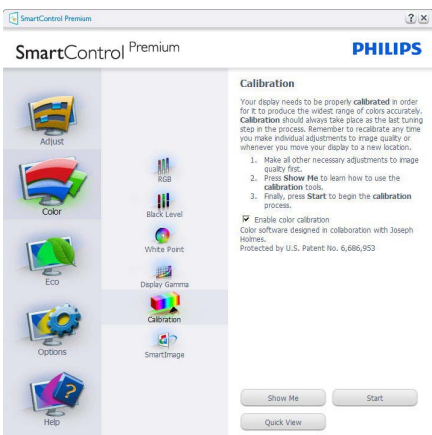 SmartControl Premium
SmartControl Premium
PHILIPS
Adjust
Color
Eco
Options
Help
RGB
Black Level
White Point
Display Gamma
Calibration
SmartImage
Calibration
Your display needs to be properly calibrated in order
for it to produce the widest range of colors accurately.
Calibration should always take place as the last tuning
step in the process. Remember to recalibrate any time
you make individual adjustments to image quality or
whenever you move your display to a new location.
1. Make all other necessary adjustments to image
quality first.
2. Press Show Me to learn how to use the
calibration tools.
3. Finally, press Start to begin the calibration
process.
Enable color calibration
Color software designed in collaboration with Joseph
Holmes.
Protected by U.S. Patent No. 6,686,953
Show Me
Start
Quick View